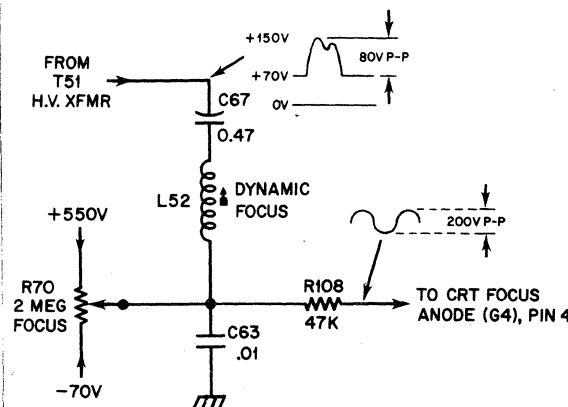 +150V
80V P-P
+70V
0V
FROM
T51
H.V. XFMR
C67
0.47
L52
DYNAMIC
FOCUS
200V P-P
+550V
R70
2 MEG
FOCUS
-70V
R108
47K
C63
.01
TO CRT FOCUS
ANODE (G4), PIN 4